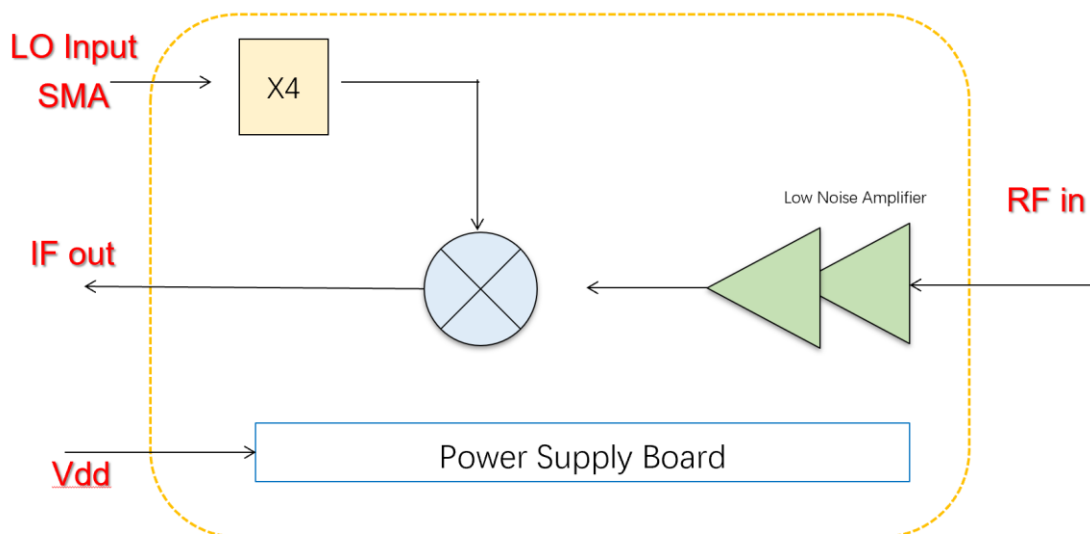 LO Input
SMA
X4
Low Noise Amplifier
RF in
IF out
Power Supply Board
Vdd